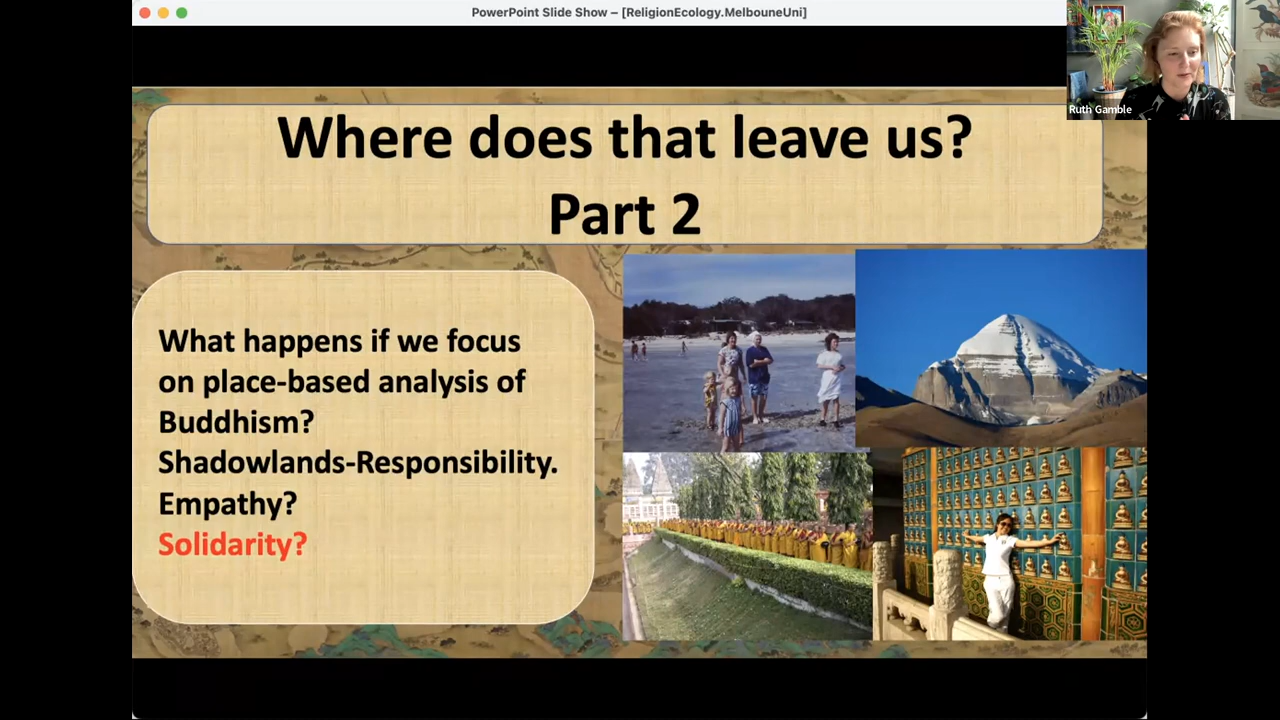 PowerPoint Slide Show – [ReligionEcology.MelbouneUni]
Ruth Gamble
Where does that leave us?
Part 2
What happens if we focus
on place-based analysis of
Buddhism?
Shadowlands-Responsibility.
Empathy?
Solidarity?